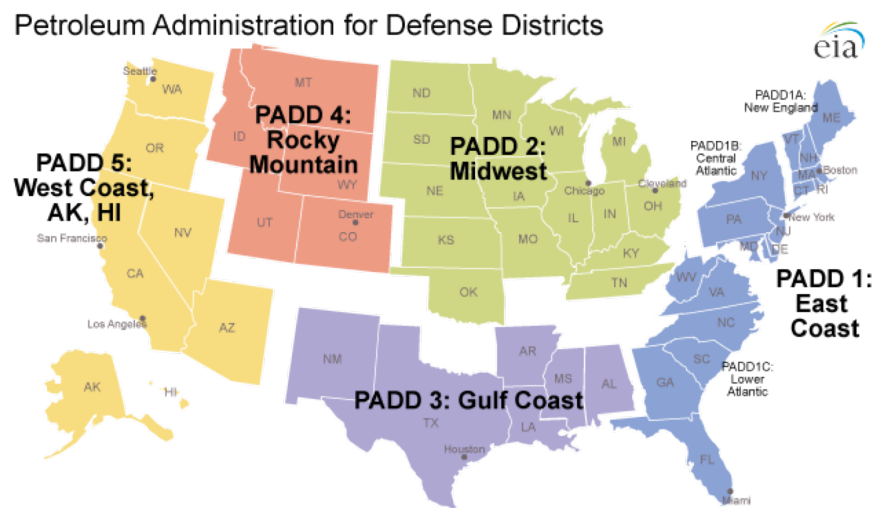 Petroleum Administration for Defense Districts
eia
Seattle
WA
OR
PADD 5:
West Coast,
AK, HI
San Francisco
NV
CA
Los Angeles
AZ
AK
HI
MT
PADD 4:
Rocky
Mountain
ID
WY
UT
Denver
CO
ND
MN
SD
WI
MI
PADD 2:
Midwest
NE
IA
Chicago
Cleveland
IL
IN
OH
KS
MO
KY
OK
TN
PADD1A:
New England
ME
PADD1B:
Central
Atlantic
VT
NH
Boston
MA
NY
CT
RI
PA
New York
NJ
MD
DE
PADD 1:
East
Coast
WV
VA
NC
SC
PADD1C:
Lower
Atlantic
GA
FL
Miami
NM
AR
MS
AL
PADD 3: Gulf Coast
TX
LA
Houston